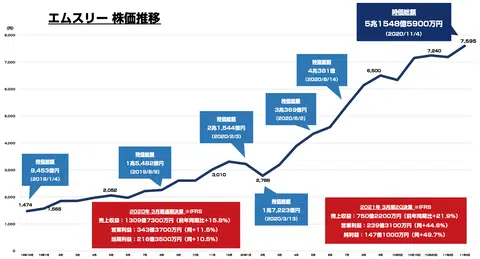 エムスリー 株価推移
時価総額
5兆1548億5900万円
(2020/11/4)
(円)
8,000
7,000
6,000
5,000
4,000
3,000
2,000
1,000
0
7,595
7,240
6,500
時価総額
4兆361億
(2020/8/14)
時価総額
3兆369億円
時価総額
2兆1,544億円
(2020/2/3)
時価総額
1兆5,482億円
時価総額
9,453億円
(2019/1/4)
1,474
2,052
3,010
2,766
時価総額
1兆7,223億円
(2020/3/13)
2020年 3月期通期決算 ※IFRS
売上収益:1309億7300万円(前年同期比+15.8%)
営業利益:343億3700万円(同+11.5%)
当期利益:216億3500万円(同+10.5%)
2021年 3月期2Q決算 ※IFRS
売上収益:750億2200万円(前年同期比+21.9%)
営業利益:239億3100万円(同+44.8%)
純利益:147億1000万円(同+49.7%)